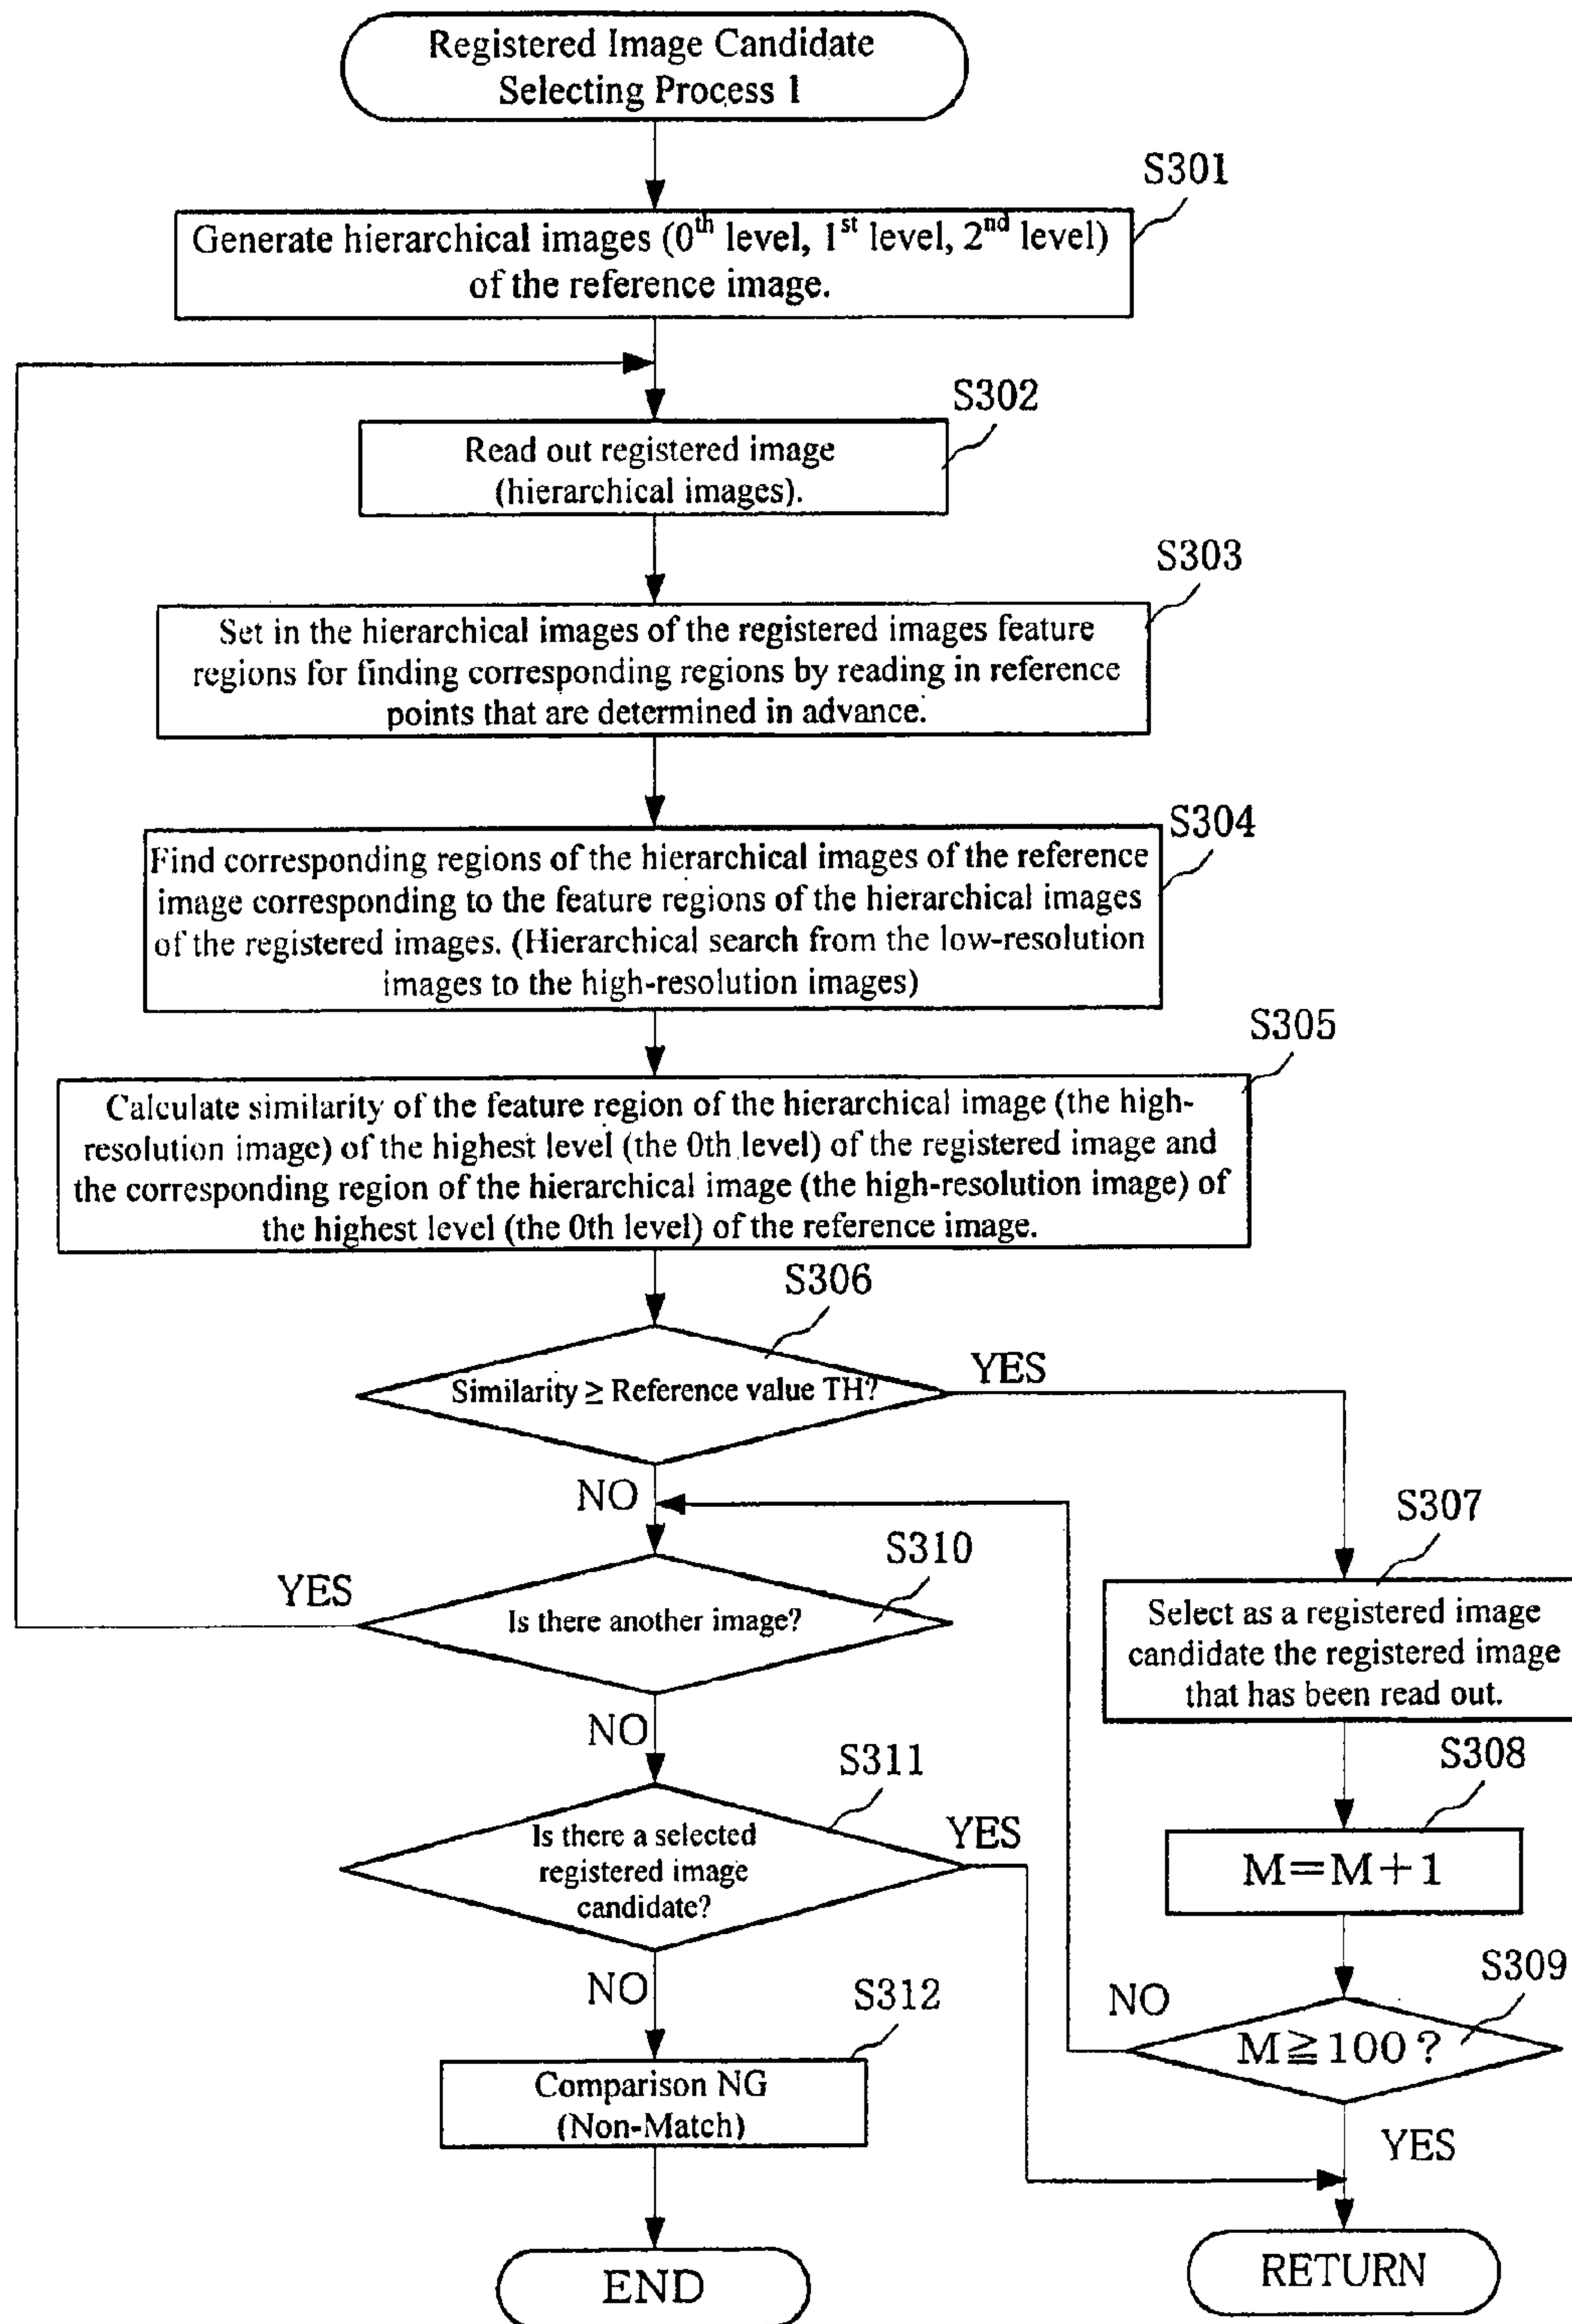 Registered Image Candidate
Selecting Process 1
S301
Generate hierarchical images (0th level, 1st level, 2nd level)
of the reference image.
S302
Read out registered image
(hierarchical images).
S303
Set in the hierarchical images of the registered images feature
regions for finding corresponding regions by reading in reference
points that are determined in advance.
S304
Find corresponding regions of the hierarchical images of the reference
image corresponding to the feature regions of the hierarchical images
of the registered images. (Hierarchical search from the low-resolution
images to the high-resolution images)
S305
Calculate similarity of the feature region of the hierarchical image (the high-
resolution image) of the highest level (the 0th level) of the registered image and
the corresponding region of the hierarchical image (the high-resolution image) of
the highest level (the 0th level) of the reference image.
S306
Similarity ≥ Reference value TH?
YES
NO
S307
Select as a registered image
candidate the registered image
that has been read out.
S308
M=M+1
S309
M≧100?
NO
YES
S310
Is there another image?
YES
NO
S311
Is there a selected
registered image
candidate?
YES
NO
S312
Comparison NG
(Non-Match)
END
RETURN